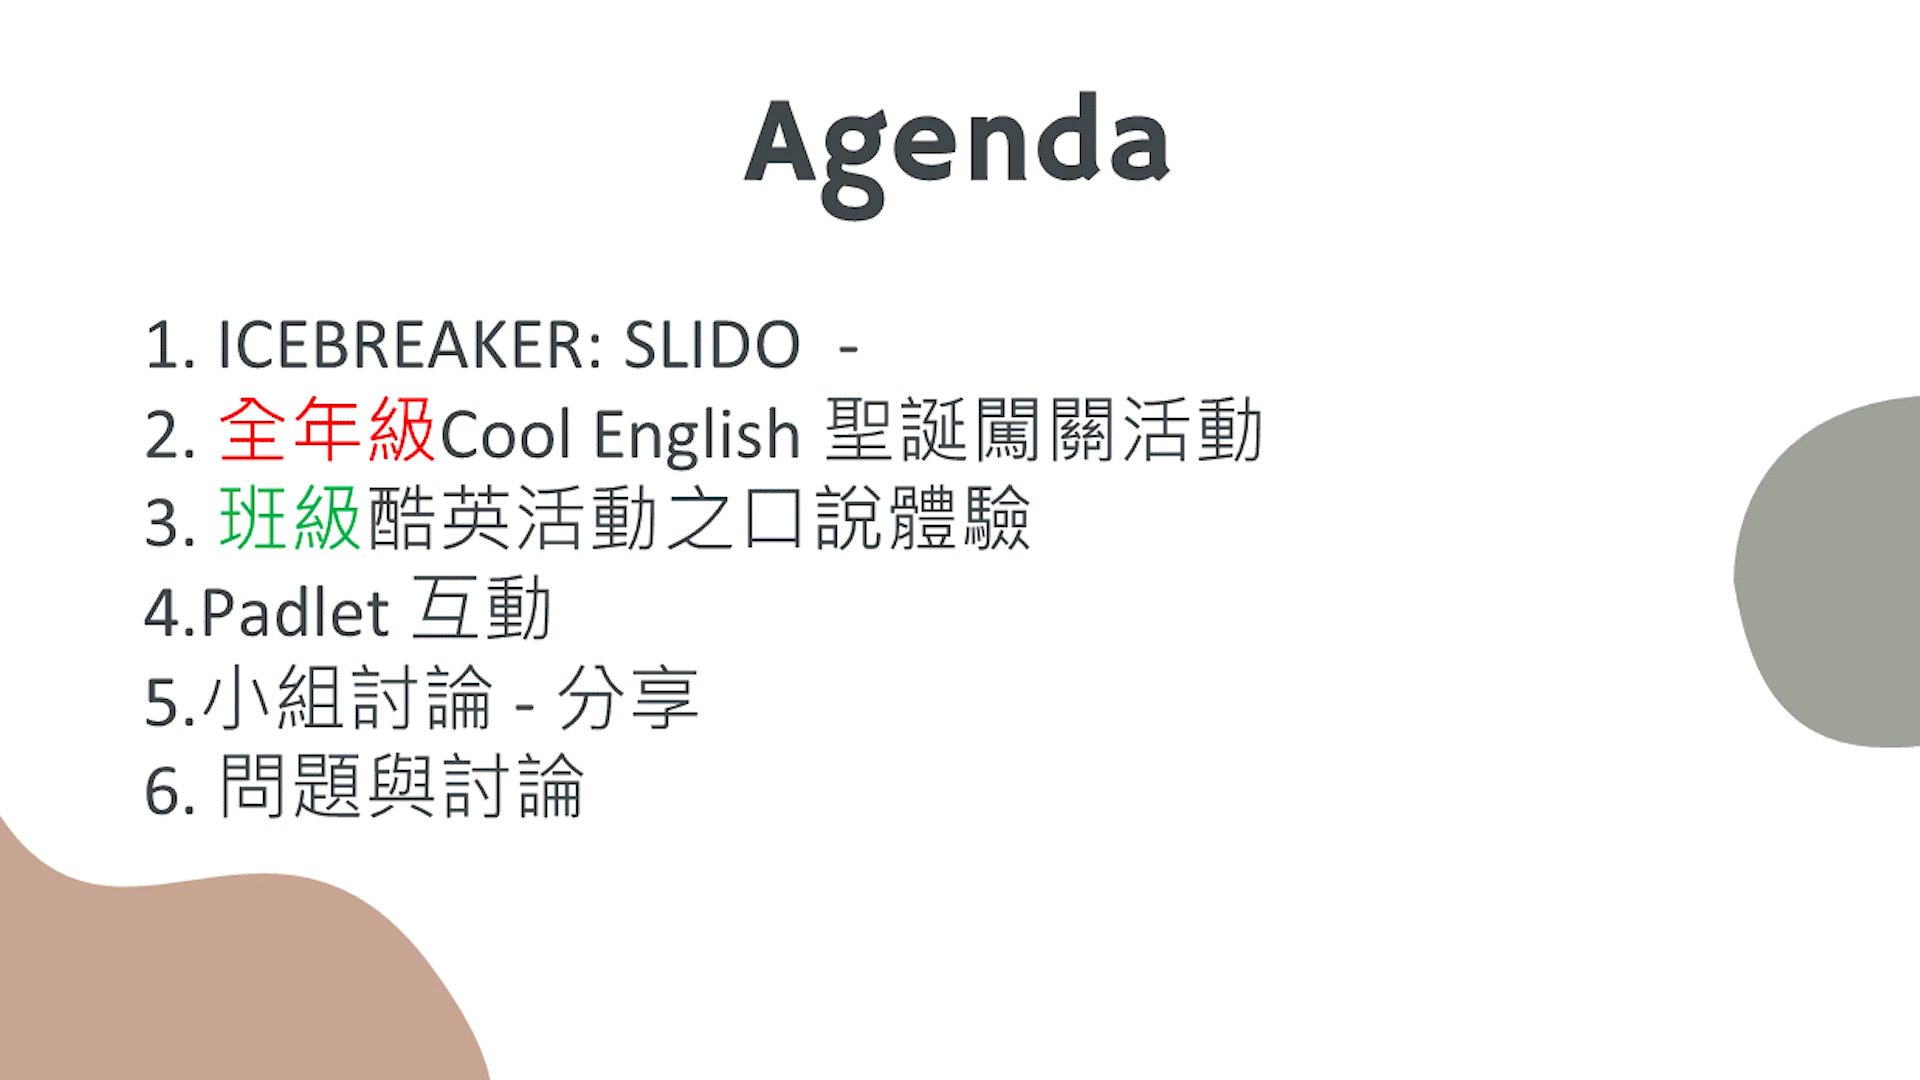 Agenda
1. ICEBREAKER: SLIDO -
2. 全年級Cool English 聖誕闖關活動
3. 班級酷英活動之口說體驗
4.Padlet 互動
5.小組討論 - 分享
6. 問題與討論